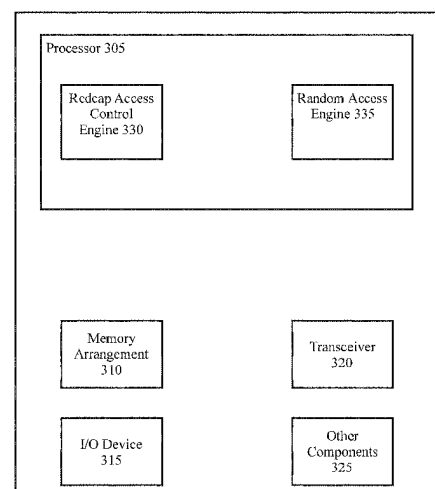 Processor 305
Redcap Access
Control
Engine 330
Random Access
Engine 335
Memory
Arrangement
310
Transceiver
320
I/O Device
315
Other
Components
325